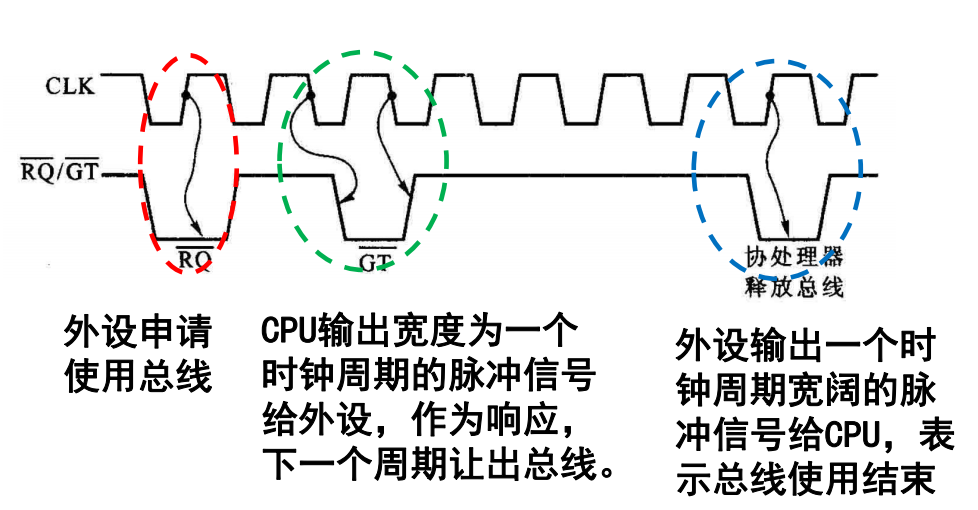 CLK
RQ/GT
RQ
GT
协处理器
释放总线
外设申请
使用总线
CPU输出宽度为一个
时钟周期的脉冲信号
给外设，作为响应，
下一个周期让出总线。
外设输出一个时
钟周期宽阔的脉
冲信号给CPU，表
示总线使用结束